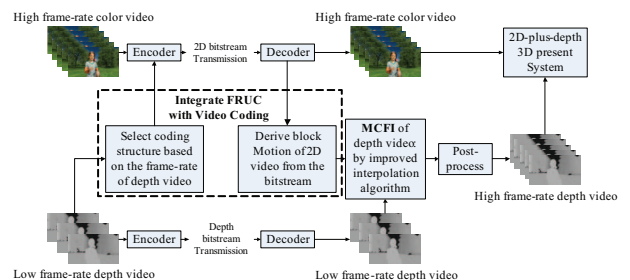 High frame-rate color video
High frame-rate color video
Encoder
2D bitstream
Transmission
Decoder
2D-plus-depth
3D present
System
Integrate FRUC
with Video Coding
Select coding
structure based
on the frame-rate
of depth video
Derive block
Motion of 2D
video from the
bitstream
MCFI of
depth videα
by improved
interpolation
algorithm
Post-
process
High frame-rate depth video
Encoder
Depth
bitstream
Transmission
Decoder
Low frame-rate depth video
Low frame-rate depth video